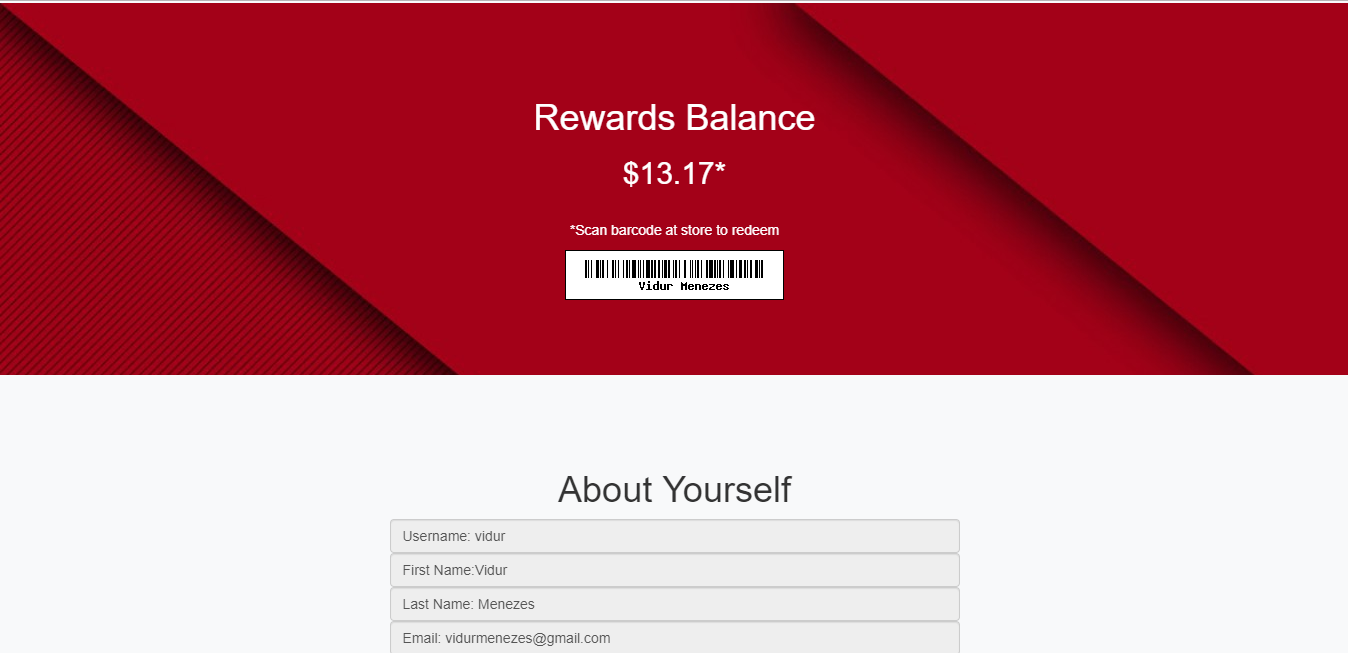 Rewards Balance
$13.17*
*Scan barcode at store to redeem
Vidur Menezes
About Yourself
Username: vidur
First Name:Vidur
Last Name: Menezes
Email: vidurmenezes@gmail.com